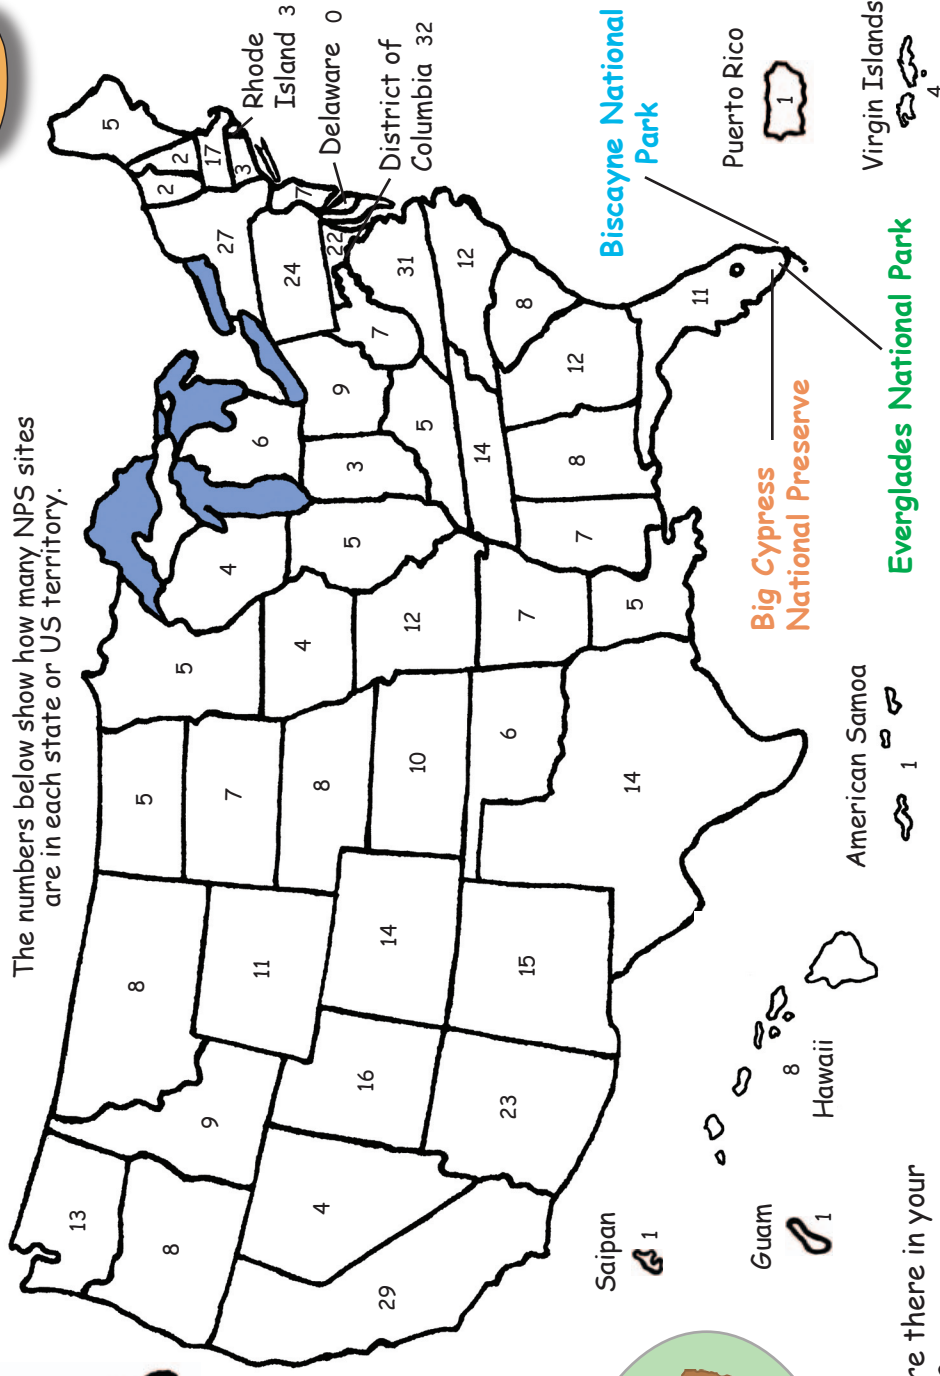 The numbers below show how many NPS sites
are in each state or US territory.
13
8
29
4
9
8
11
16
23
14
15
5
7
8
10
6
14
5
4
12
7
5
4
5
3
6
9
5
14
7
8
12
8
12
31
7
24
22
7
27
2
2
5
17
3
11
Rhode
Island 3
Delaware 0
District of
Columbia 32
Biscayne National
Park
Big Cypress
National Preserve
Everglades National Park
Puerto Rico
1
Virgin Islands
4
American Samoa
1
8
Hawaii
Guam
1
Saipan
1
re there in your